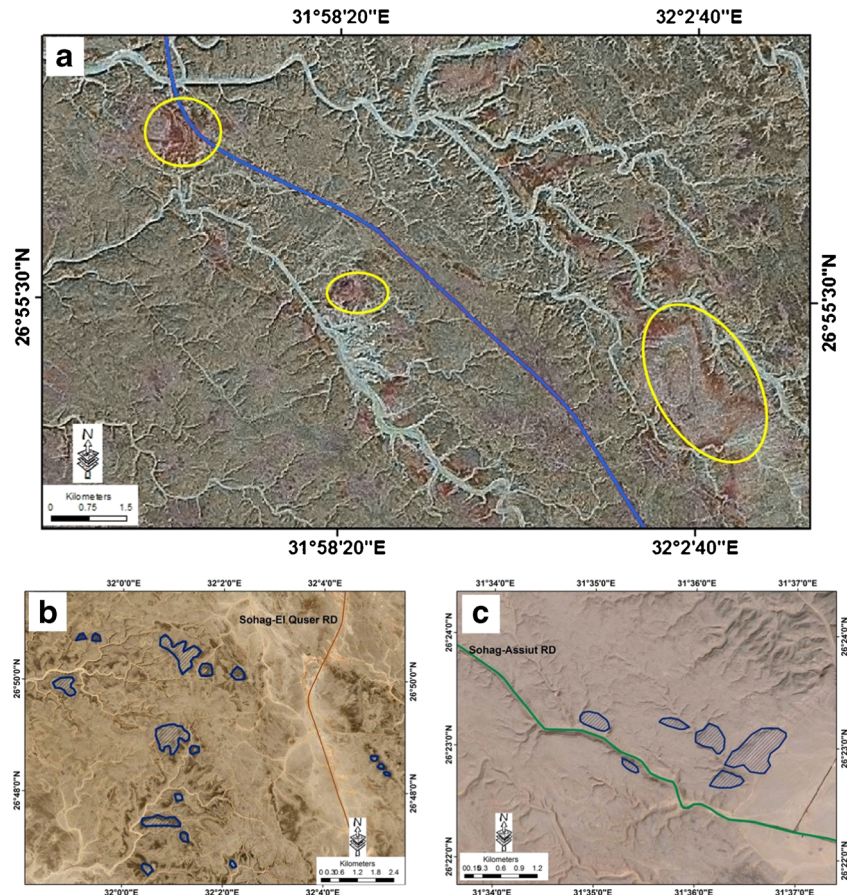 31°58'20"E 32°2'40"E
a
26°55'30"N 26°55'30"N
N
Kilometers
0 0.75 1.5
31°58'20"E 32°2'40"E
32°0'0"E 32°2'0"E 32°4'0"E
b
Sohag-El Quser RD
26°50'0"N 26°50'0"N
26°48'0"N 26°48'0"N
N
Kilometers
0 0.3 0.6 1.2 1.8 2.4
32°0'0"E 32°2'0"E 32°4'0"E
31°34'0"E 31°35'0"E 31°36'0"E 31°37'0"E
c
26°24'0"N 26°24'0"N
Sohag-Assiut RD
26°23'0"N 26°23'0"N
N
Kilometers
0 0.15 0.3 0.6 0.9 1.2
26°22'0"N 26°22'0"N
31°34'0"E 31°35'0"E 31°36'0"E 31°37'0"E